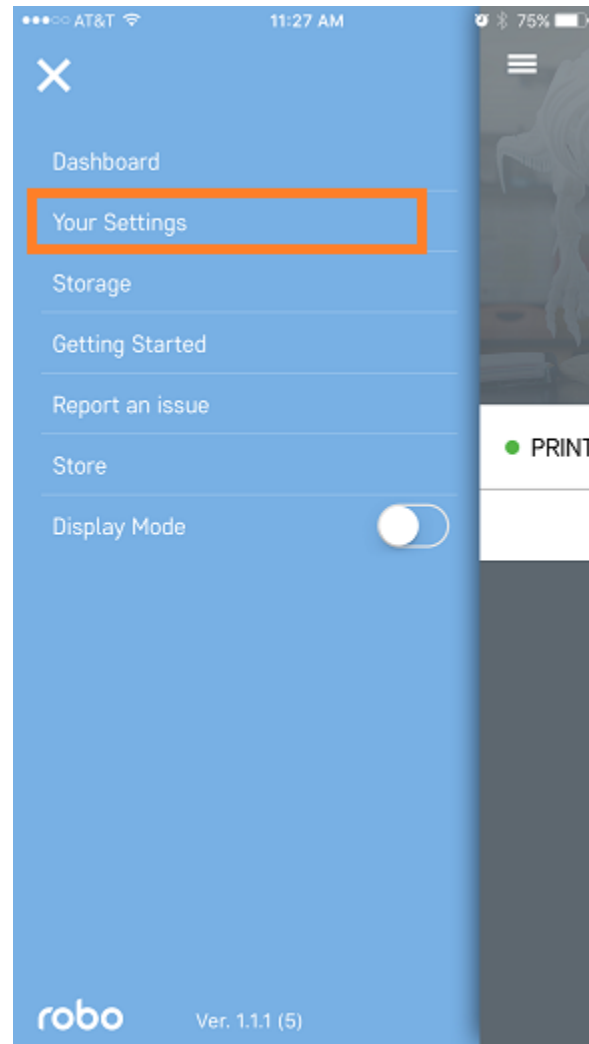 AT&T 11:27 AM 75%
Dashboard
Your Settings
Storage
Getting Started
Report an issue
PRINT
Store
Display Mode
robo Ver. 1.1.1 (5)